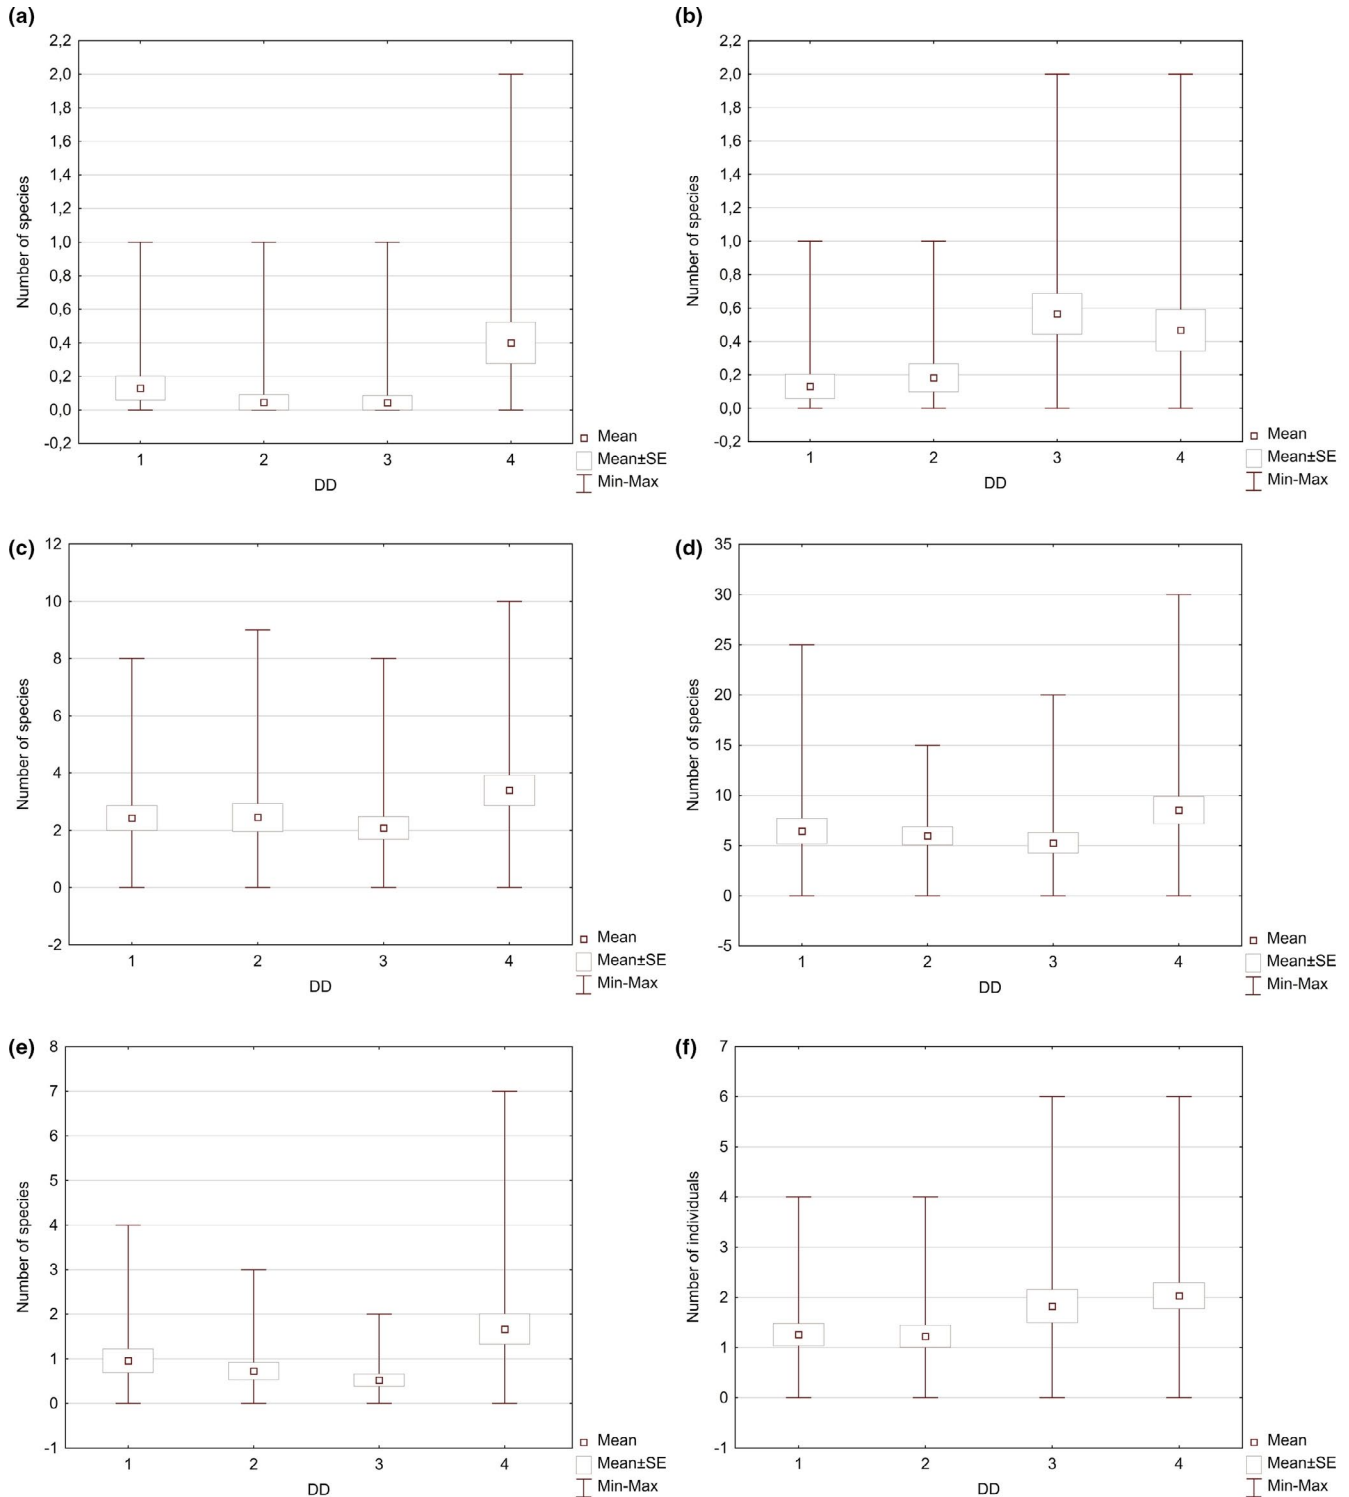 (a)
Number of species
2,2
2,0
1,8
1,6
1,4
1,2
1,0
0,8
0,6
0,4
0,2
0,0
-0,2
1 2 3 4
DD
Mean
Mean±SE
Min-Max
(b)
Number of species
2,2
2,0
1,8
1,6
1,4
1,2
1,0
0,8
0,6
0,4
0,2
0,0
-0,2
1 2 3 4
DD
Mean
Mean±SE
Min-Max
(c)
Number of species
12
10
8
6
4
2
0
-2
1 2 3 4
DD
Mean
Mean±SE
Min-Max
(d)
Number of species
35
30
25
20
15
10
5
0
-5
1 2 3 4
DD
Mean
Mean±SE
Min-Max
(e)
Number of species
8
7
6
5
4
3
2
1
0
-1
1 2 3 4
DD
Mean
Mean±SE
Min-Max
(f)
Number of individuals
7
6
5
4
3
2
1
0
-1
1 2 3 4
DD
Mean
Mean±SE
Min-Max